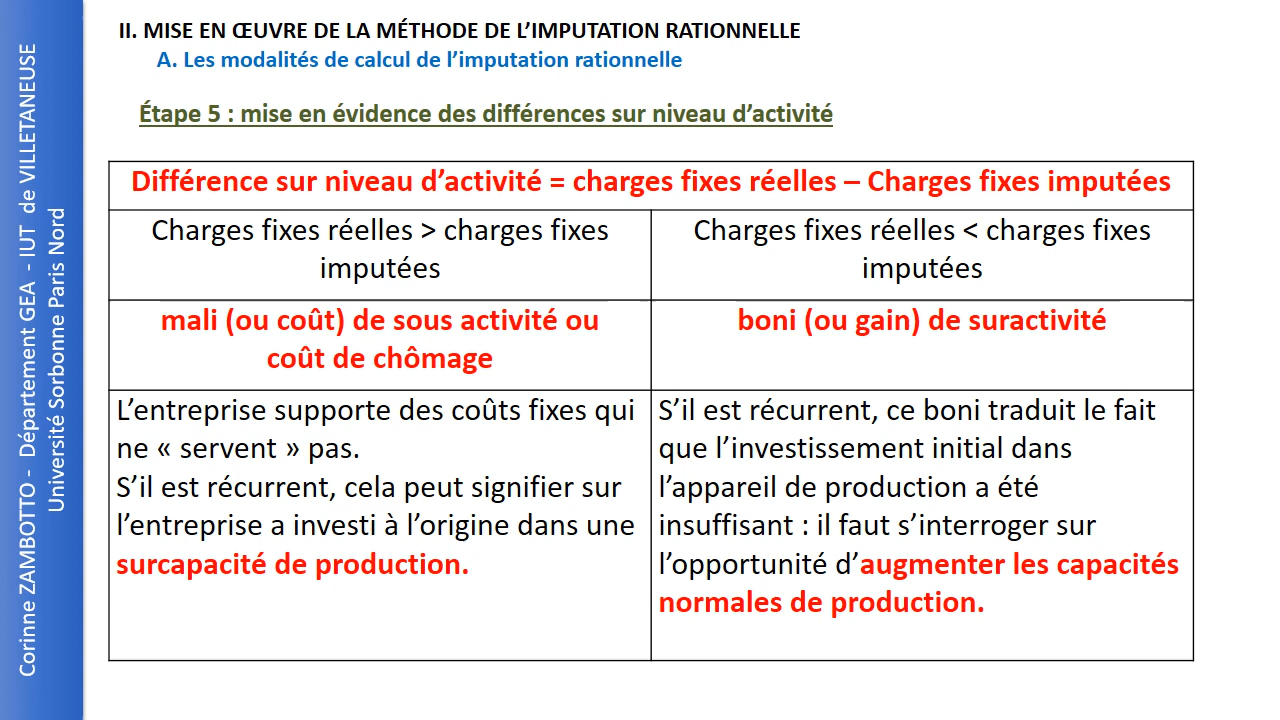 II. MISE EN ŒUVRE DE LA MÉTHODE DE L’IMPUTATION RATIONNELLE
A. Les modalités de calcul de l’imputation rationnelle
Étape 5 : mise en évidence des différences sur niveau d’activité
Différence sur niveau d’activité = charges fixes réelles – Charges fixes imputées
Charges fixes réelles > charges fixes
imputées
Charges fixes réelles < charges fixes
imputées
mali (ou coût) de sous activité ou
coût de chômage
boni (ou gain) de suractivité
L’entreprise supporte des coûts fixes qui
ne « servent » pas.
S’il est récurrent, cela peut signifier sur
l’entreprise a investi à l’origine dans une
surcapacité de production.
S’il est récurrent, ce boni traduit le fait
que l’investissement initial dans
l’appareil de production a été
insuffisant : il faut s’interroger sur
l’opportunité d’augmenter les capacités
normales de production.
Corinne ZAMBOTTO - Département GEA - IUT de VILLETANEUSE
Université Sorbonne Paris Nord